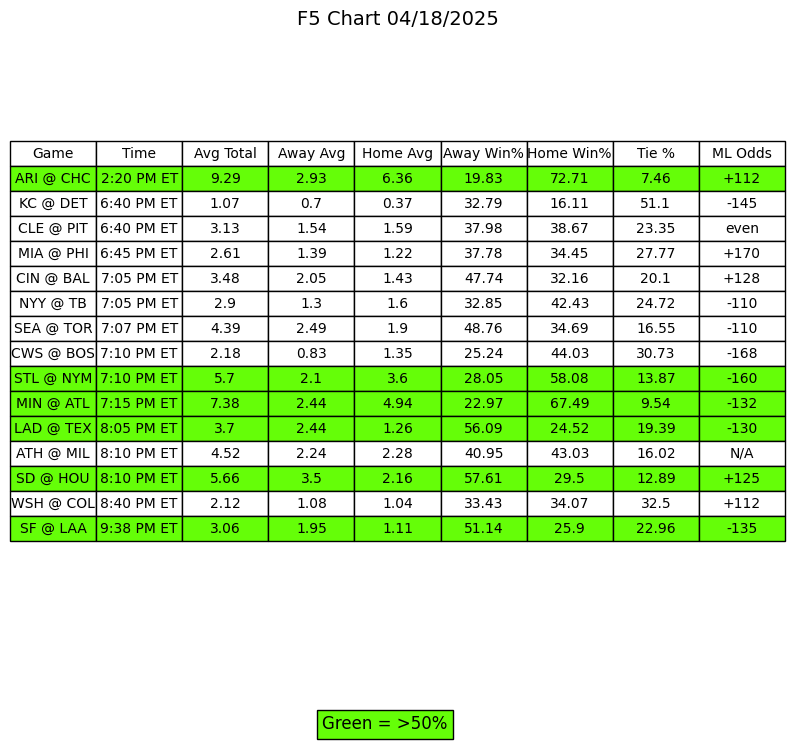 F5 Chart 04/18/2025
Game Time Avg Total Away Avg Home Avg Away Win% Home Win% Tie % ML Odds
ARI @ CHC 2:20 PM ET 9.29 2.93 6.36 19.83 72.71 7.46 +112
KC @ DET 6:40 PM ET 1.07 0.7 0.37 32.79 16.11 51.1 -145
CLE @ PIT 6:40 PM ET 3.13 1.54 1.59 37.98 38.67 23.35 even
MIA @ PHI 6:45 PM ET 2.61 1.39 1.22 37.78 34.45 27.77 +170
CIN @ BAL 7:05 PM ET 3.48 2.05 1.43 47.74 32.16 20.1 +128
NYY @ TB 7:05 PM ET 2.9 1.3 1.6 32.85 42.43 24.72 -110
SEA @ TOR 7:07 PM ET 4.39 2.49 1.9 48.76 34.69 16.55 -110
CWS @ BOS 7:10 PM ET 2.18 0.83 1.35 25.24 44.03 30.73 -168
STL @ NYM 7:10 PM ET 5.7 2.1 3.6 28.05 58.08 13.87 -160
MIN @ ATL 7:15 PM ET 7.38 2.44 4.94 22.97 67.49 9.54 -132
LAD @ TEX 8:05 PM ET 3.7 2.44 1.26 56.09 24.52 19.39 -130
ATH @ MIL 8:10 PM ET 4.52 2.24 2.28 40.95 43.03 16.02 N/A
SD @ HOU 8:10 PM ET 5.66 3.5 2.16 57.61 29.5 12.89 +125
WSH @ COL 8:40 PM ET 2.12 1.08 1.04 33.43 34.07 32.5 +112
SF @ LAA 9:38 PM ET 3.06 1.95 1.11 51.14 25.9 22.96 -135
Green = >50%